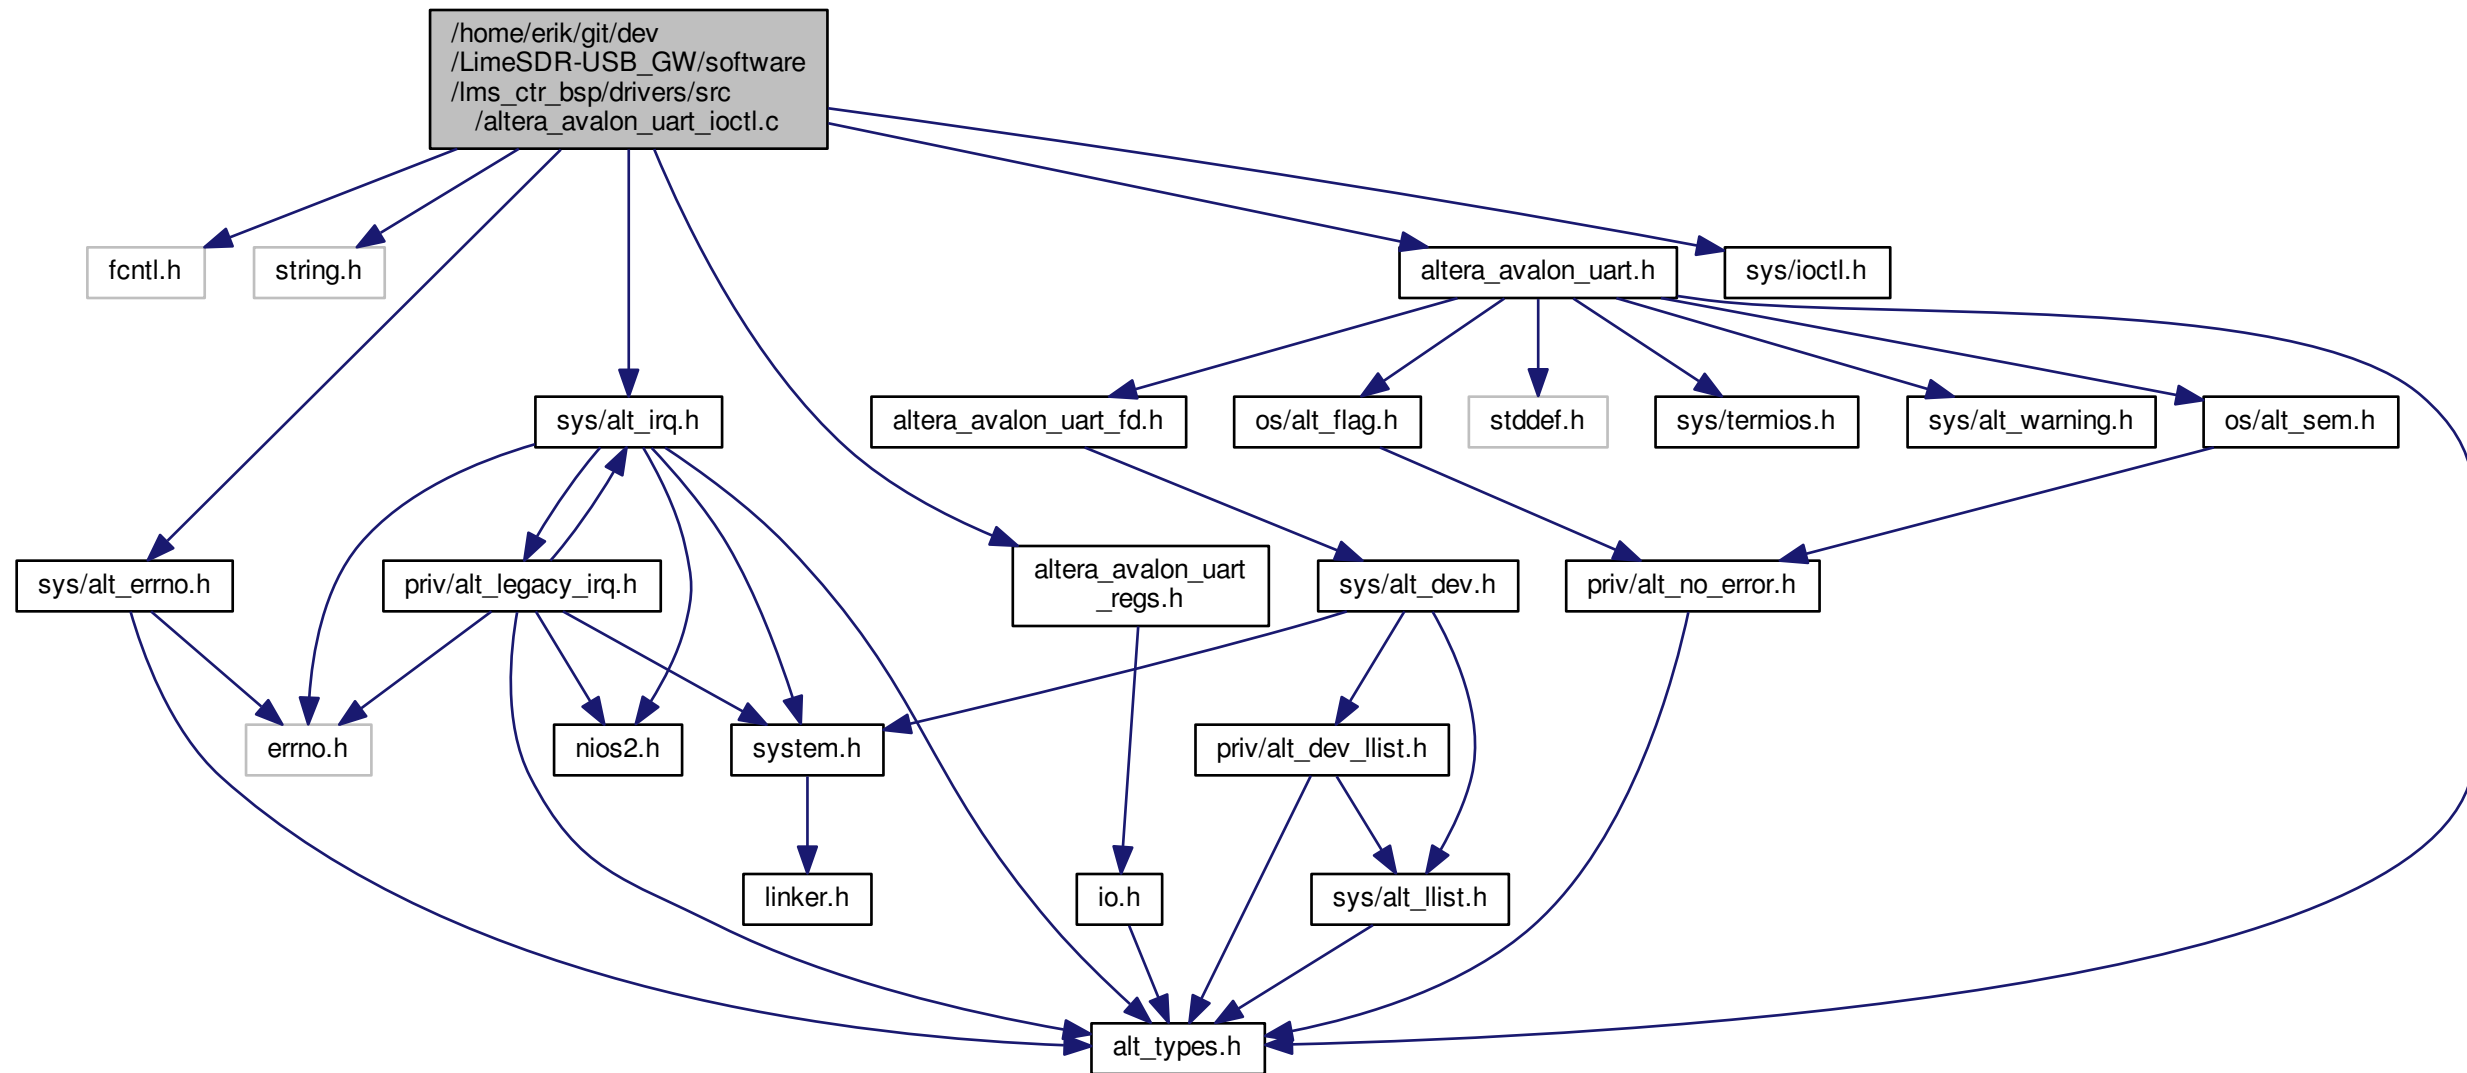 /home/erik/git/dev
/LimeSDR-USB_GW/software
/lms_ctr_bsp/drivers/src
/altera_avalon_uart_ioctl.c
fcntl.h
string.h
altera_avalon_uart.h
sys/ioctl.h
sys/alt_irq.h
altera_avalon_uart_fd.h
os/alt_flag.h
stddef.h
sys/termios.h
sys/alt_warning.h
os/alt_sem.h
sys/alt_errno.h
priv/alt_legacy_irq.h
altera_avalon_uart
_regs.h
sys/alt_dev.h
priv/alt_no_error.h
errno.h
nios2.h
system.h
priv/alt_dev_llist.h
linker.h
io.h
sys/alt_llist.h
alt_types.h